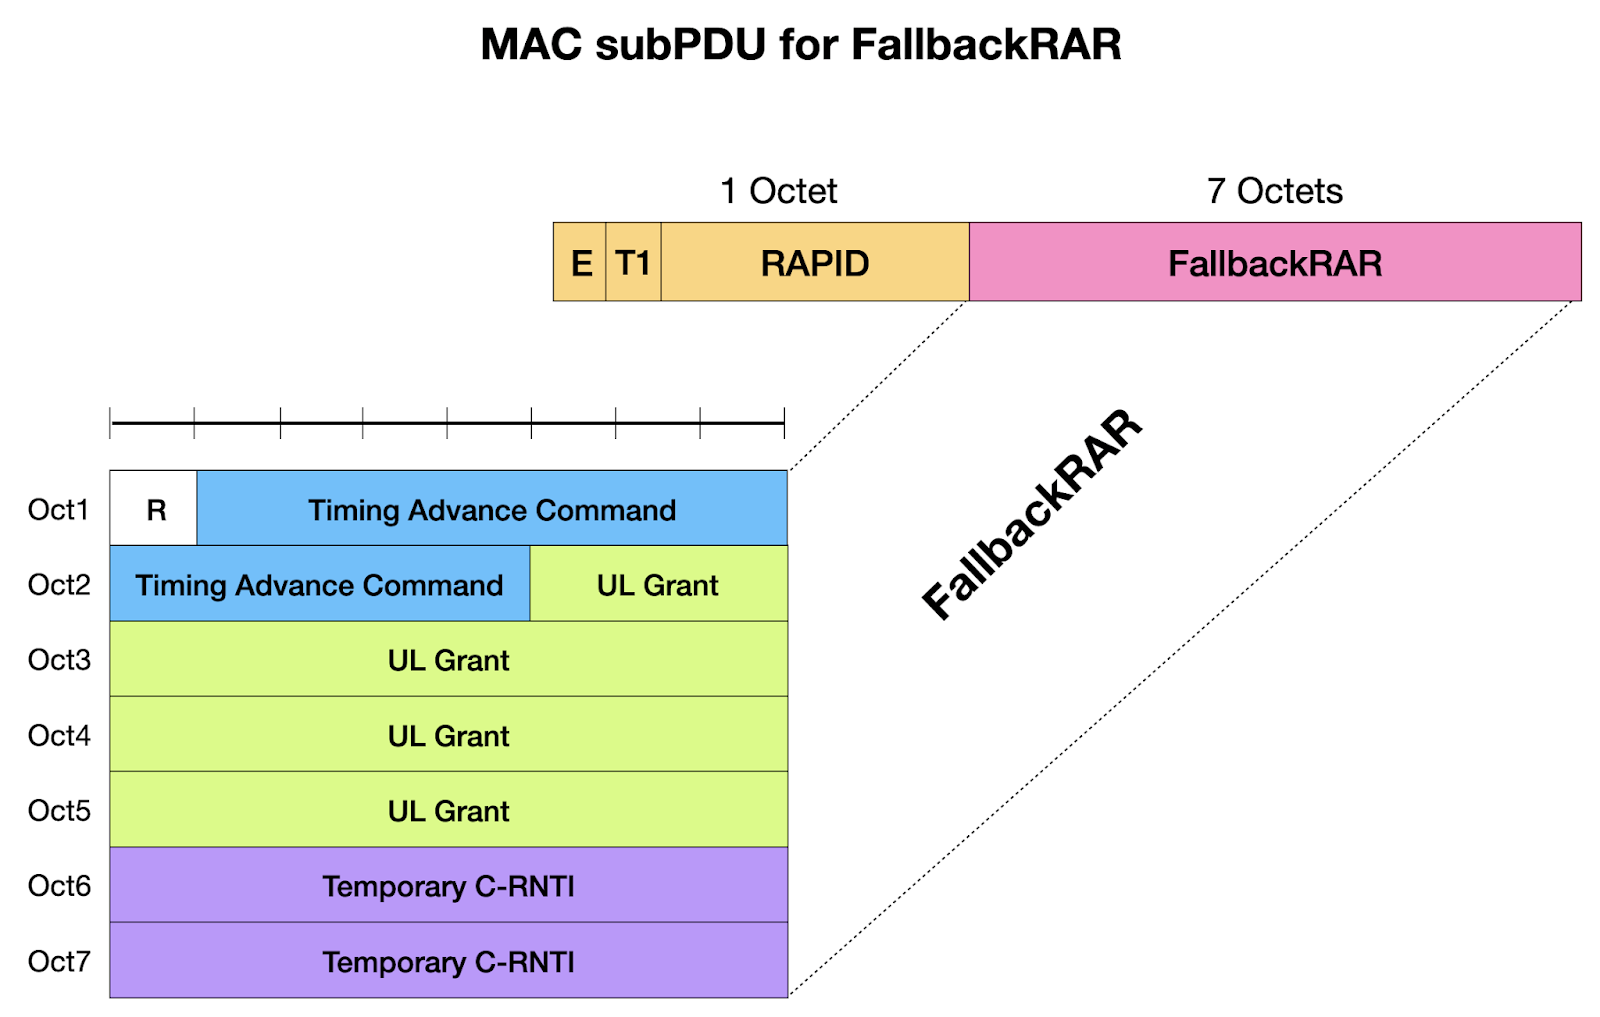 MAC subPDU for FallbackRAR
1 Octet 7 Octets
E T1 RAPID FallbackRAR
FallbackRAR
Oct1 R Timing Advance Command
Oct2 Timing Advance Command UL Grant
Oct3 UL Grant
Oct4 UL Grant
Oct5 UL Grant
Oct6 Temporary C-RNTI
Oct7 Temporary C-RNTI